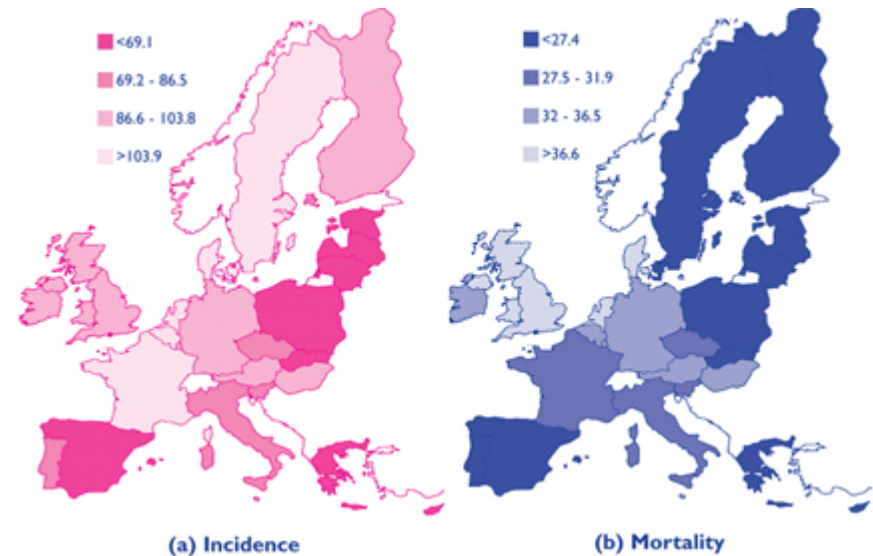 <69.1
69.2 - 86.5
86.6 - 103.8
>103.9
(a) Incidence
<27.4
27.5 - 31.9
32 - 36.5
>36.6
(b) Mortality